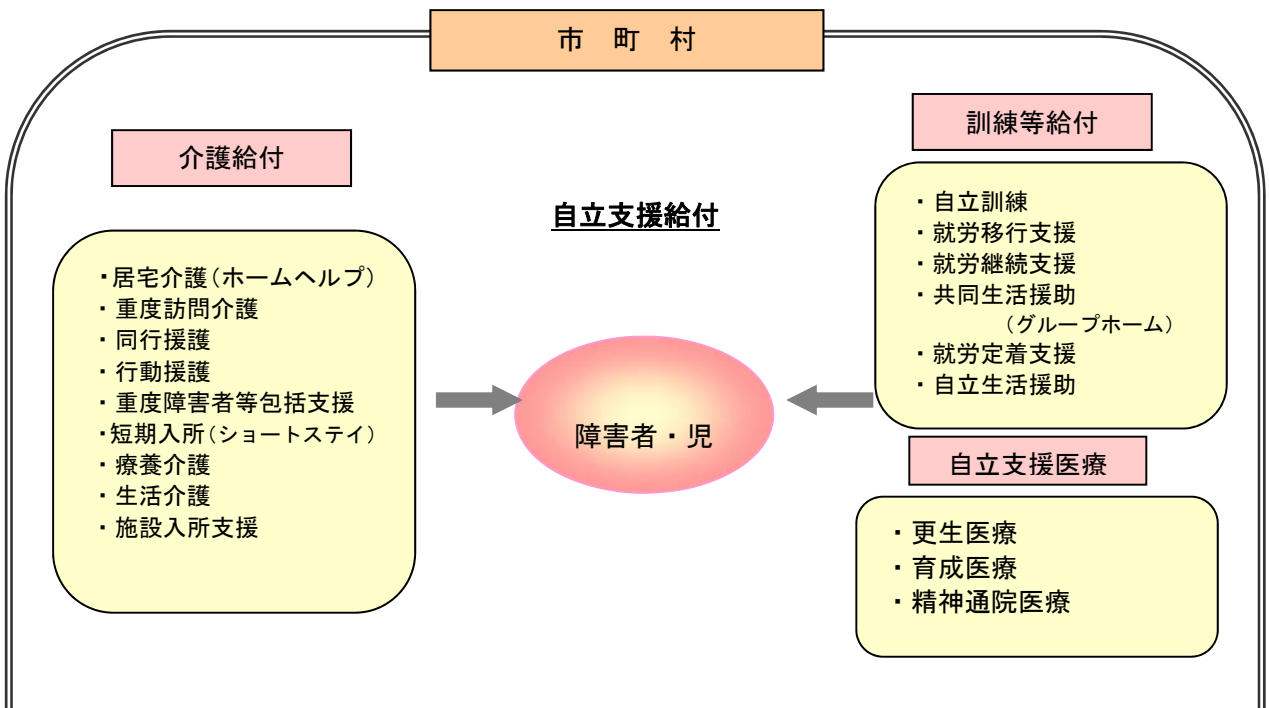 市 町 村
介護給付
・居宅介護(ホームヘルプ)
・重度訪問介護
・同行援護
・行動援護
・重度障害者等包括支援
・短期入所(ショートステイ)
・療養介護
・生活介護
・施設入所支援
自立支援給付
障害者・児
訓練等給付
・自立訓練
・就労移行支援
・就労継続支援
・共同生活援助
(グループホーム)
・就労定着支援
・自立生活援助
自立支援医療
・更生医療
・育成医療
・精神通院医療